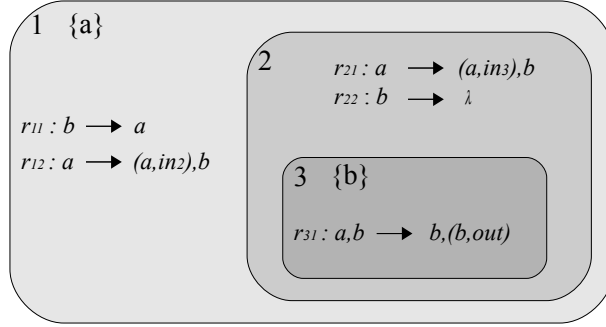 1 {a}
2
r21 : a → (a,in3),b
r22 : b → λ
r11 : b → a
r12 : a → (a,in2),b
3 {b}
r31 : a,b → b,(b,out)